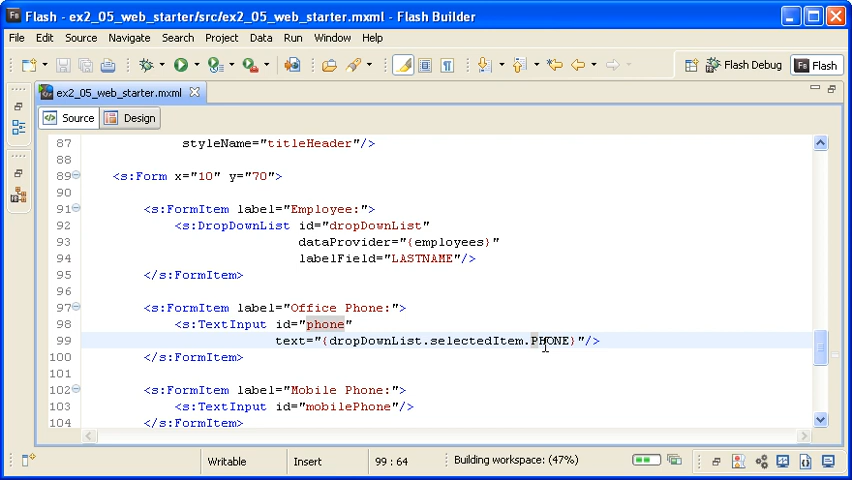 Flash - ex2_05_web_starter/src/ex2_05_web_starter.mxml - Flash Builder
File Edit Source Navigate Search Project Data Run Window Help
Flash Debug Flash
ex2_05_web_starter.mxml
Source Design
87 styleName="titleHeader"/>
88
89 <s:Form x="10" y="70">
90
91 <s:FormItem label="Employee:">
92 <s:DropDownList id="dropDownList"
93 dataProvider="{employees}"
94 labelField="LASTNAME"/>
95 </s:FormItem>
96
97 <s:FormItem label="Office Phone:">
98 <s:TextInput id="phone"
99 text="{dropDownList.selectedItem.PHONE}"/>
100 </s:FormItem>
101
102 <s:FormItem label="Mobile Phone:">
103 <s:TextInput id="mobilePhone"/>
104 </s:FormItem>
Writable Insert 99 : 64 Building workspace: (47%)